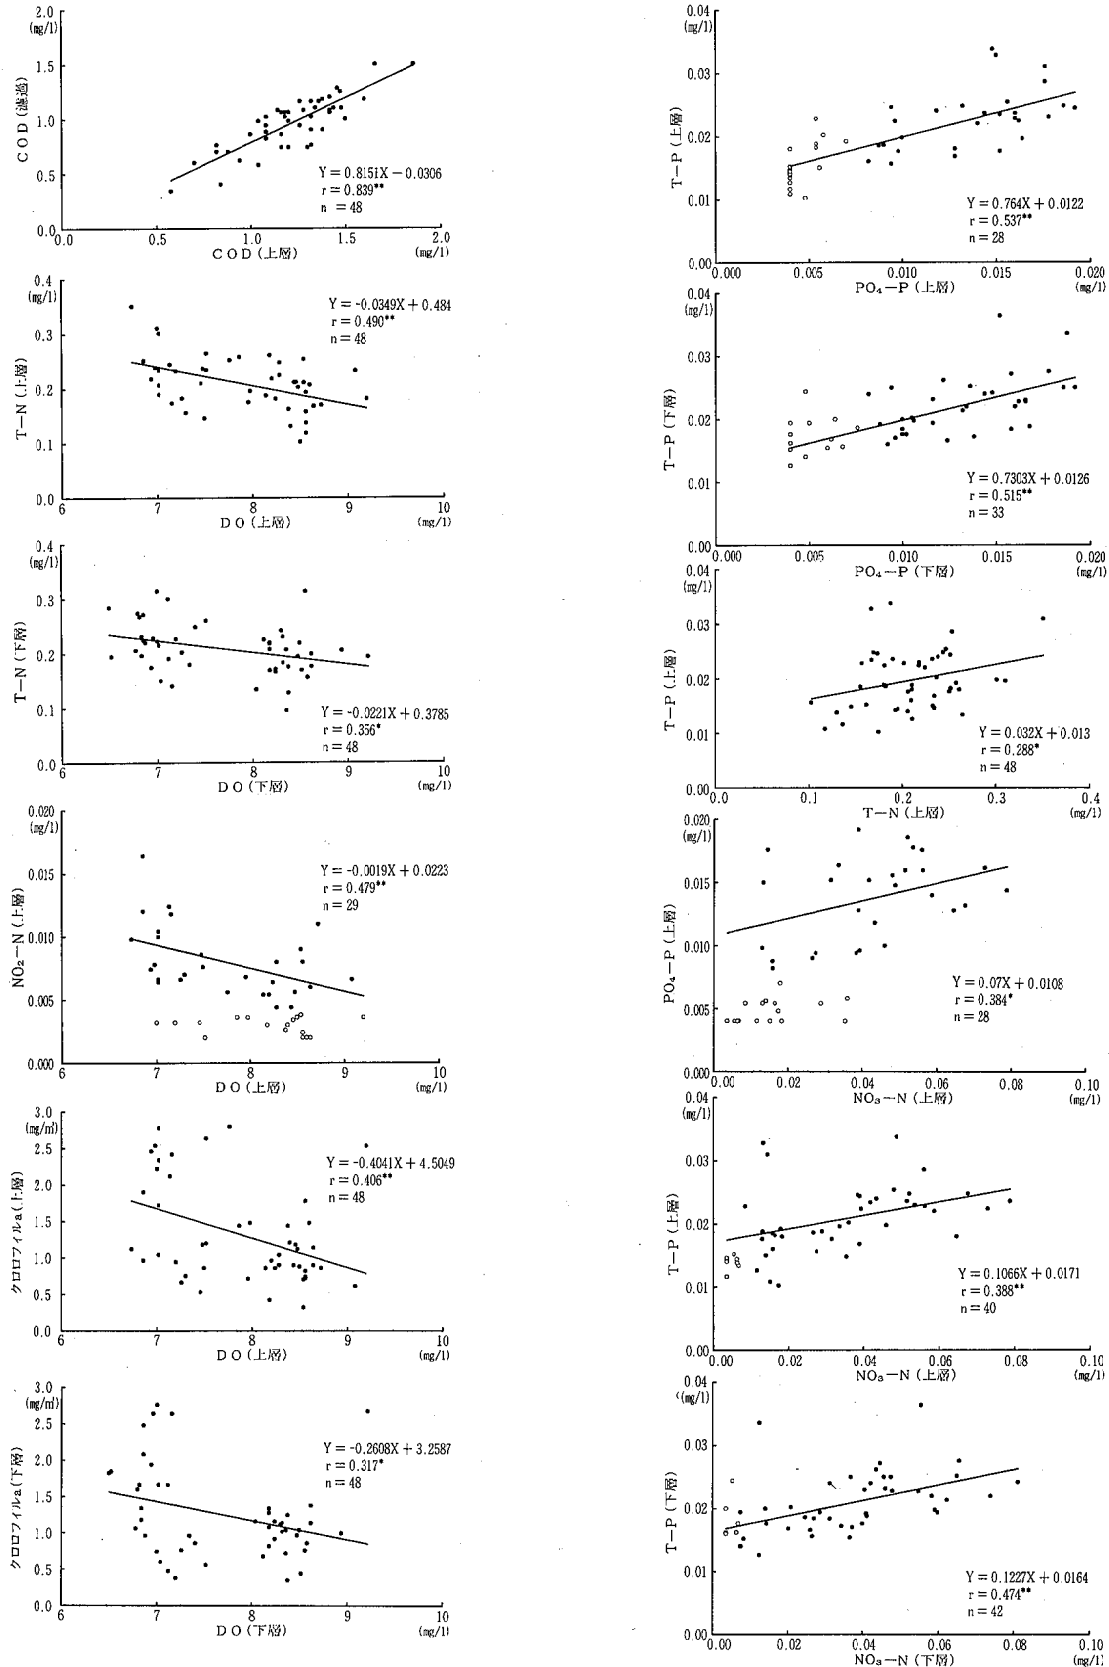 2.0
(mg/l)
1.5
1.0
0.5
0.0
COD(濾過)
Y = 0.8151X − 0.0306
r = 0.839**
n = 48
0.0 0.5 1.0 1.5 2.0
COD(上層) (mg/l)
0.4
(mg/l)
0.3
0.2
0.1
0.0
T−N(上層)
Y = -0.0349X + 0.484
r = 0.490**
n = 48
6 7 8 9 10
DO(上層) (mg/l)
0.4
(mg/l)
0.3
0.2
0.1
0.0
T−N(下層)
Y = -0.0221X + 0.3785
r = 0.356*
n = 48
6 7 8 9 10
DO(下層) (mg/l)
0.020
(mg/l)
0.015
0.010
0.005
0.000
NO₂−N(上層)
Y = -0.0019X + 0.0223
r = 0.479**
n = 29
6 7 8 9 10
DO(上層) (mg/l)
3.0
(mg/㎥)
2.5
2.0
1.5
1.0
0.5
0.0
クロロフィルa(上層)
Y = -0.4041X + 4.5049
r = 0.406**
n = 48
6 7 8 9 10
DO(上層) (mg/l)
3.0
(mg/㎥)
2.5
2.0
1.5
1.0
0.5
0.0
クロロフィルa(下層)
Y = -0.2608X + 3.2587
r = 0.317*
n = 48
6 7 8 9 10
DO(下層) (mg/l)
0.04
(mg/l)
0.03
0.02
0.01
0.00
T−P(上層)
Y = 0.764X + 0.0122
r = 0.537**
n = 28
0.000 0.005 0.010 0.015 0.020
PO₄−P(上層) (mg/l)
0.04
(mg/l)
0.03
0.02
0.01
0.00
T−P(下層)
Y = 0.7303X + 0.0126
r = 0.515**
n = 33
0.000 0.005 0.010 0.015 0.020
PO₄−P(下層) (mg/l)
0.04
(mg/l)
0.03
0.02
0.01
0.00
T−P(上層)
Y = 0.032X + 0.013
r = 0.288*
n = 48
0.0 0.1 0.2 0.3 0.4
T−N(上層) (mg/l)
0.020
(mg/l)
0.015
0.010
0.005
0.000
PO₄−P(上層)
Y = 0.07X + 0.0108
r = 0.384*
n = 28
0.00 0.02 0.04 0.06 0.08 0.10
NO₃−N(上層) (mg/l)
0.04
(mg/l)
0.03
0.02
0.01
0.00
T−P(上層)
Y = 0.1066X + 0.0171
r = 0.388**
n = 40
0.00 0.02 0.04 0.06 0.08 0.10
NO₃−N(上層) (mg/l)
0.04
(mg/l)
0.03
0.02
0.01
0.00
T−P(下層)
Y = 0.1227X + 0.0164
r = 0.474**
n = 42
0.00 0.02 0.04 0.06 0.08 0.10
NO₃−N(下層) (mg/l)